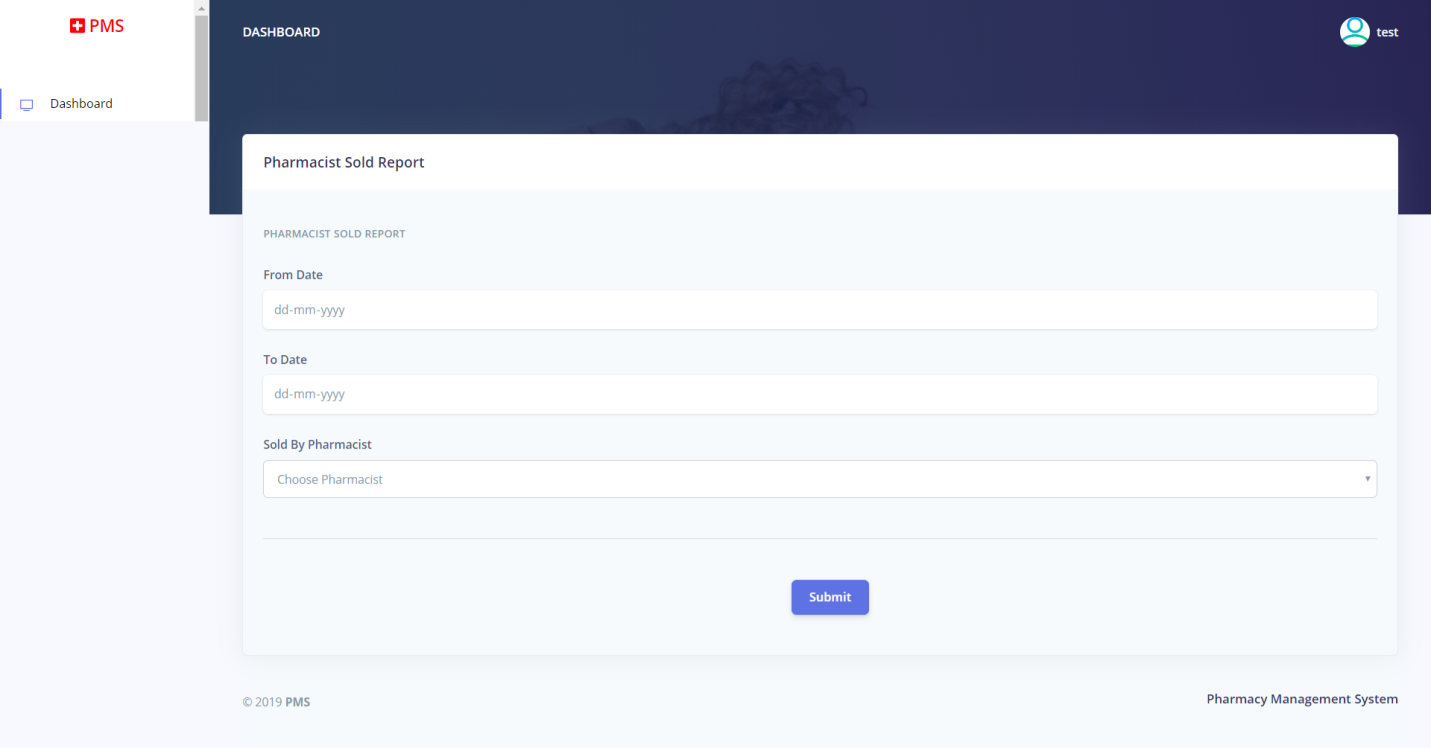 PMS
DASHBOARD
test
Dashboard
Pharmacist Sold Report
PHARMACIST SOLD REPORT
From Date
dd-mm-yyyy
To Date
dd-mm-yyyy
Sold By Pharmacist
Choose Pharmacist
Submit
© 2019 PMS
Pharmacy Management System